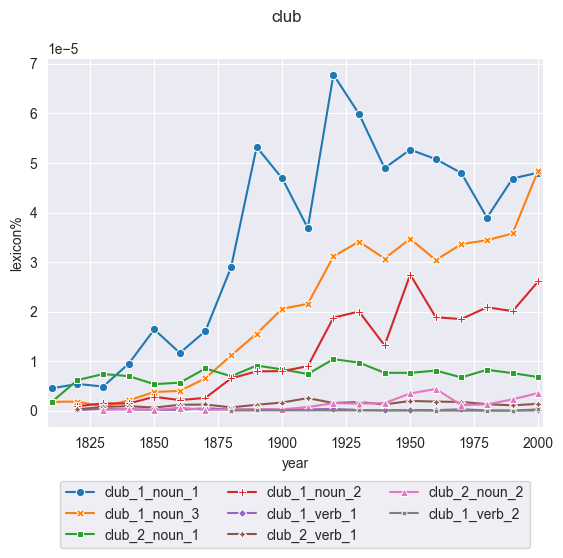 club
1e−5
7
6
5
4
3
2
1
0
lexicon%
1825 1850 1875 1900 1925 1950 1975 2000
year
club_1_noun_1 club_1_noun_2 club_2_noun_2
club_1_noun_3 club_1_verb_1 club_1_verb_2
club_2_noun_1 club_2_verb_1